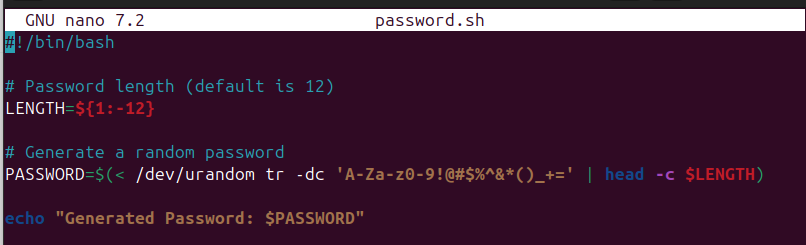 GNU nano 7.2 password.sh
#!/bin/bash
# Password length (default is 12)
LENGTH=${1:-12}
# Generate a random password
PASSWORD=$(< /dev/urandom tr -dc 'A-Za-z0-9!@#$%^&*()_+=' | head -c $LENGTH)
echo "Generated Password: $PASSWORD"